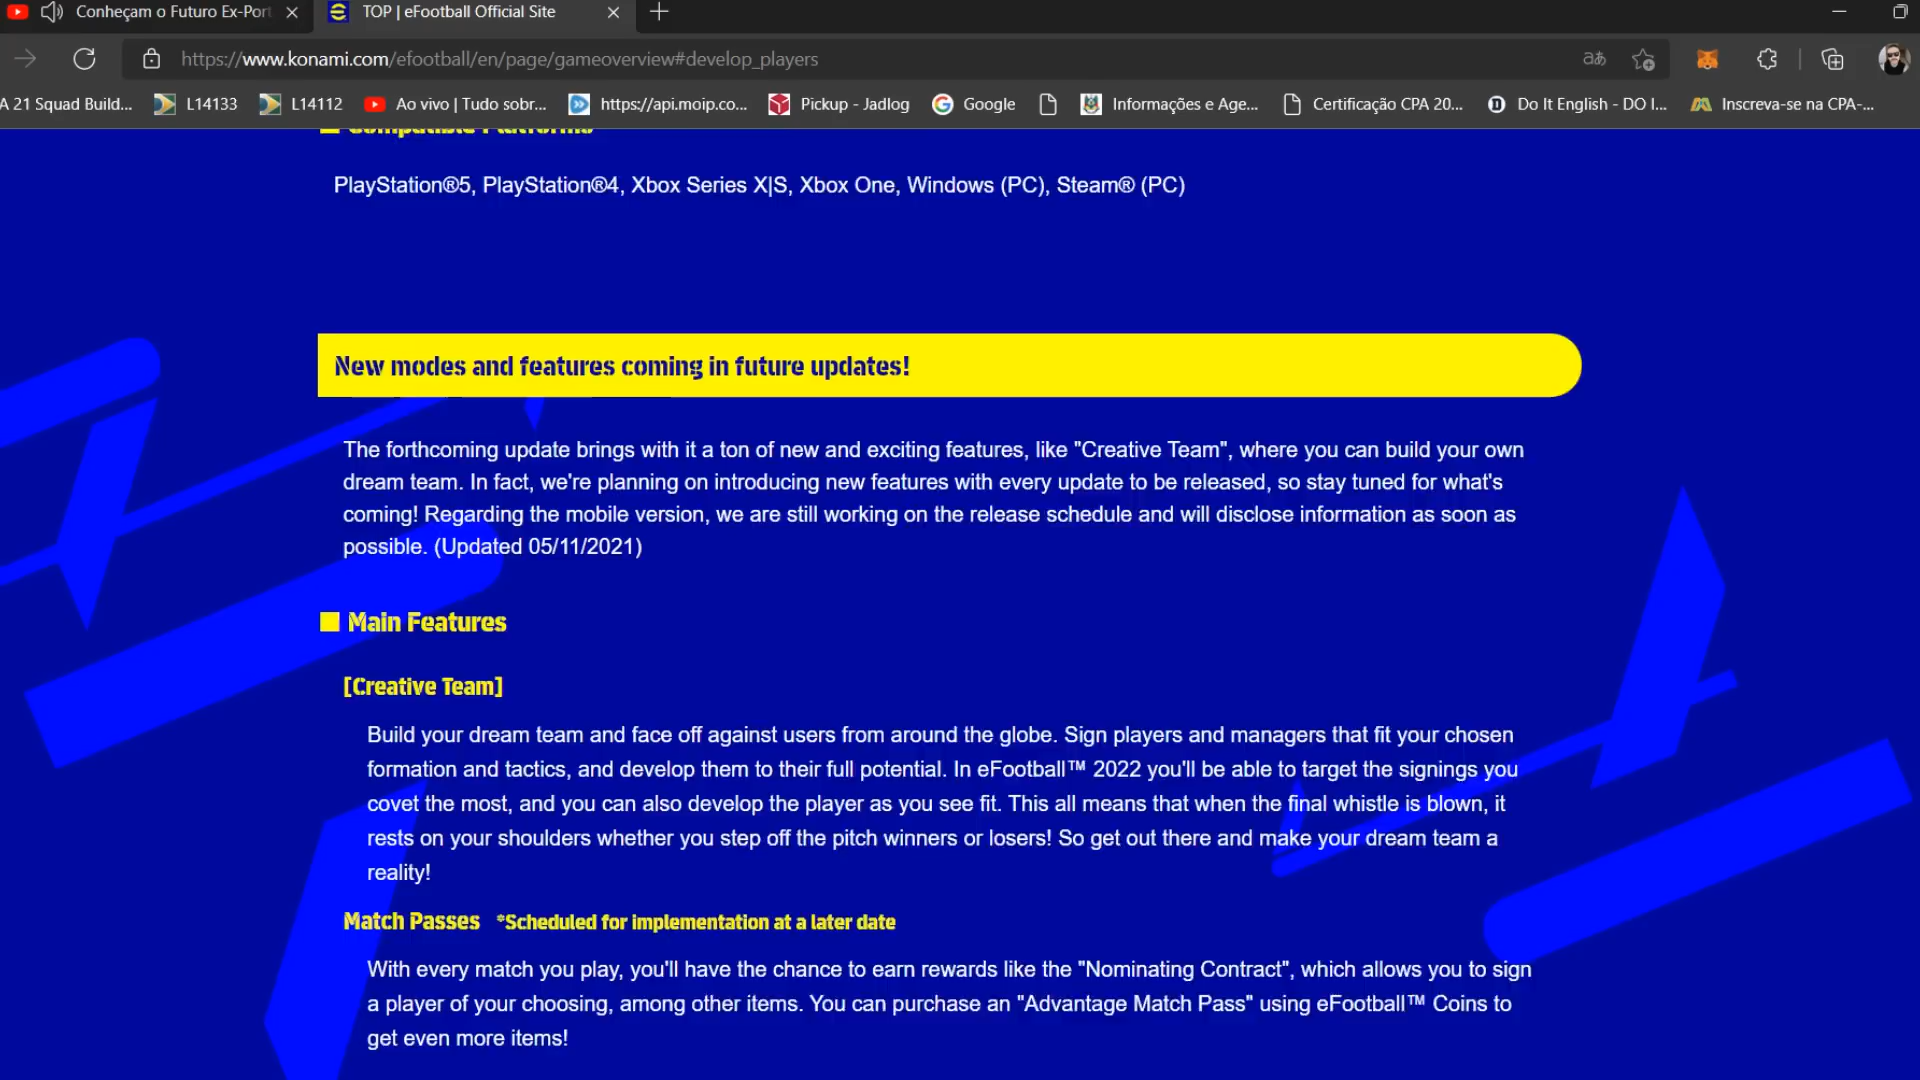 Conheçam o Futuro Ex-Port
TOP | eFootball Official Site
https://www.konami.com/efootball/en/page/gameoverview#develop_players
A 21 Squad Build...
L14133
L14112
Ao vivo | Tudo sobr...
https://api.moip.co...
Pickup - Jadlog
Google
Informações e Age...
Certificação CPA 20...
Do It English - DO I...
Inscreva-se na CPA-...
Compatible Platforms
PlayStation®5, PlayStation®4, Xbox Series X|S, Xbox One, Windows (PC), Steam® (PC)
New modes and features coming in future updates!
The forthcoming update brings with it a ton of new and exciting features, like "Creative Team", where you can build your own
dream team. In fact, we're planning on introducing new features with every update to be released, so stay tuned for what's
coming! Regarding the mobile version, we are still working on the release schedule and will disclose information as soon as
possible. (Updated 05/11/2021)
Main Features
[Creative Team]
Build your dream team and face off against users from around the globe. Sign players and managers that fit your chosen
formation and tactics, and develop them to their full potential. In eFootball™ 2022 you'll be able to target the signings you
covet the most, and you can also develop the player as you see fit. This all means that when the final whistle is blown, it
rests on your shoulders whether you step off the pitch winners or losers! So get out there and make your dream team a
reality!
Match Passes *Scheduled for implementation at a later date
With every match you play, you'll have the chance to earn rewards like the "Nominating Contract", which allows you to sign
a player of your choosing, among other items. You can purchase an "Advantage Match Pass" using eFootball™ Coins to
get even more items!